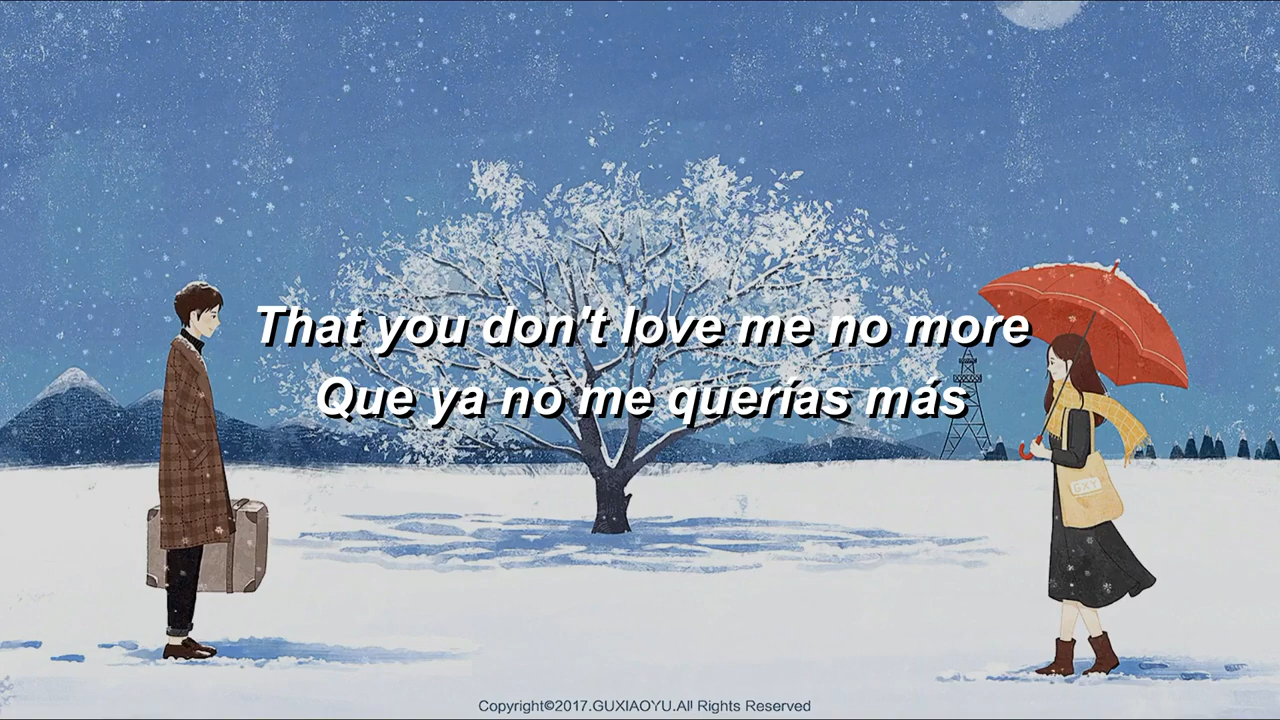 That you don't love me no more
Que ya no me querías más
GXY
Copyright©2017.GUXIAOYU.All Rights Reserved